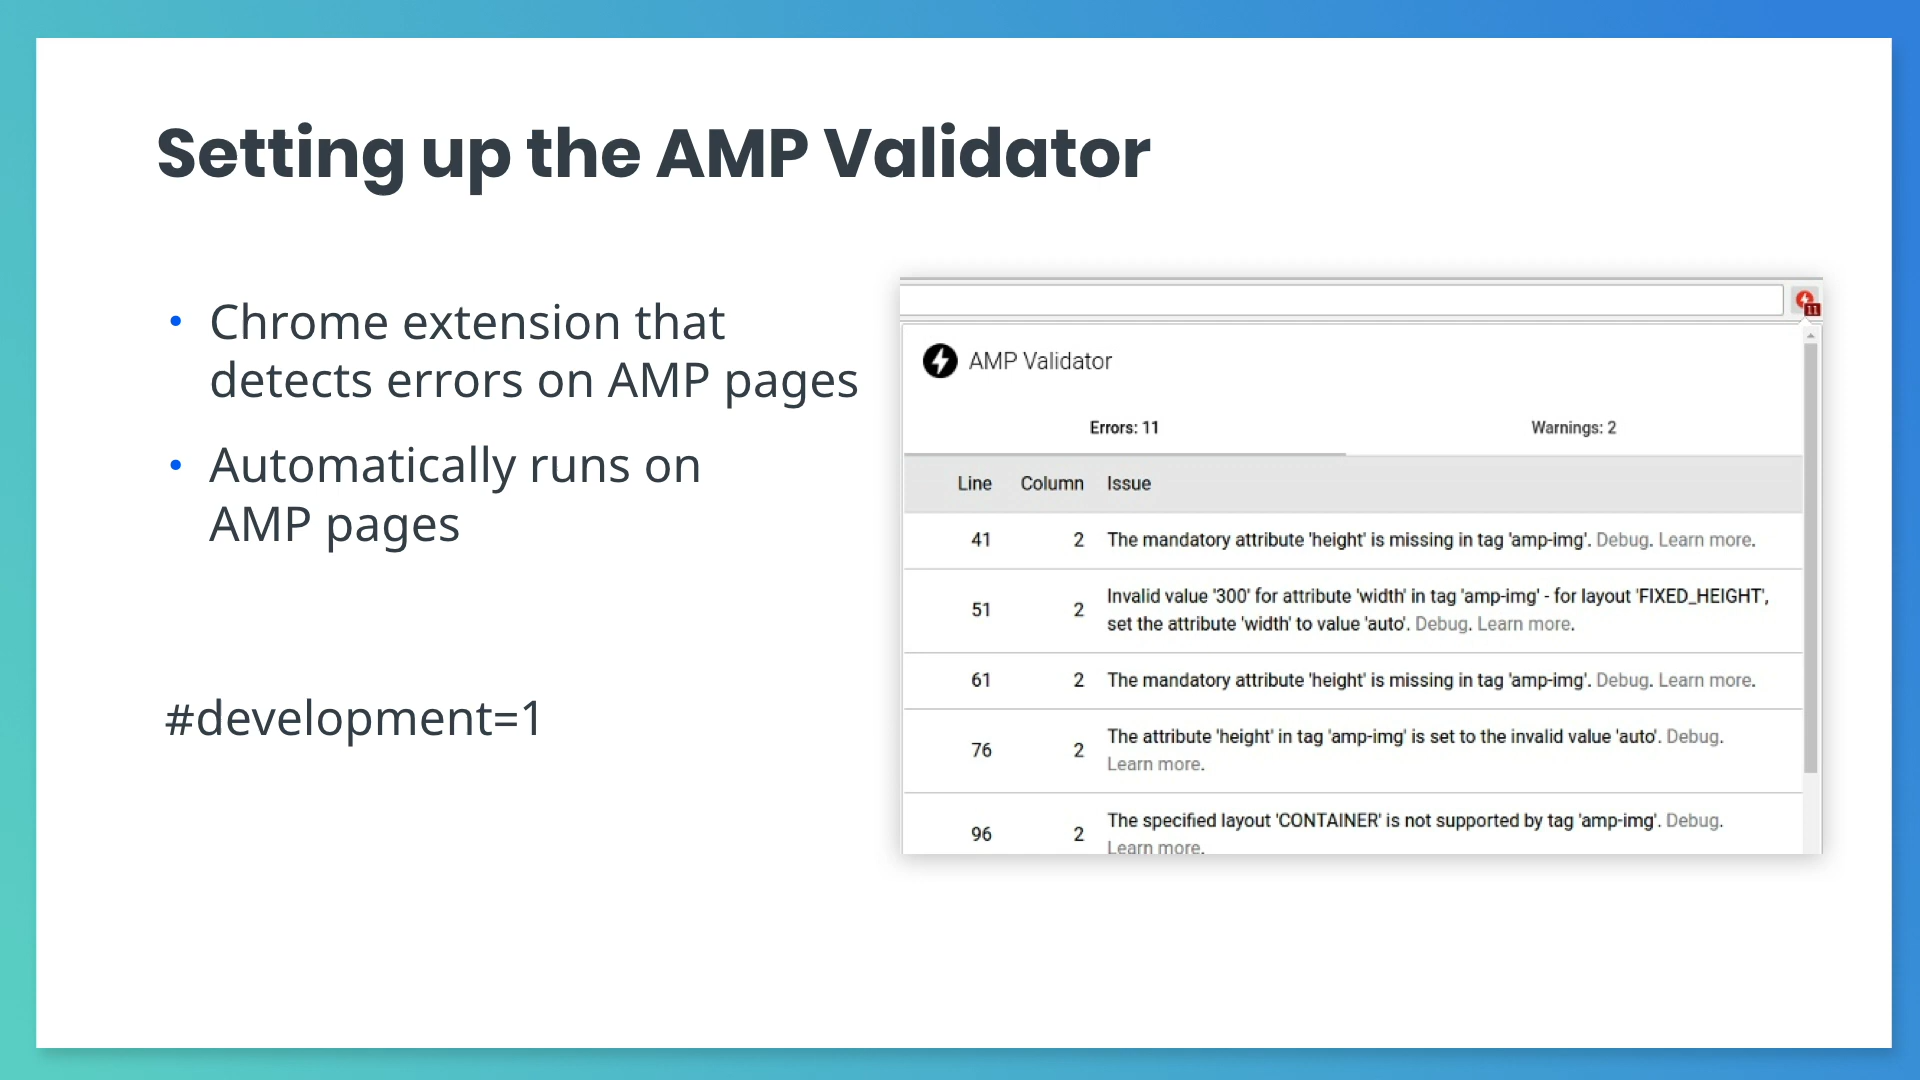 Setting up the AMP Validator
• Chrome extension that
detects errors on AMP pages
• Automatically runs on
AMP pages
#development=1
11
AMP Validator
Errors: 11 Warnings: 2
Line Column Issue
41 2 The mandatory attribute 'height' is missing in tag 'amp-img'. Debug. Learn more.
51 2 Invalid value '300' for attribute 'width' in tag 'amp-img' - for layout 'FIXED_HEIGHT',
set the attribute 'width' to value 'auto'. Debug. Learn more.
61 2 The mandatory attribute 'height' is missing in tag 'amp-img'. Debug. Learn more.
76 2 The attribute 'height' in tag 'amp-img' is set to the invalid value 'auto'. Debug.
Learn more.
96 2 The specified layout 'CONTAINER' is not supported by tag 'amp-img'. Debug.
Learn more.